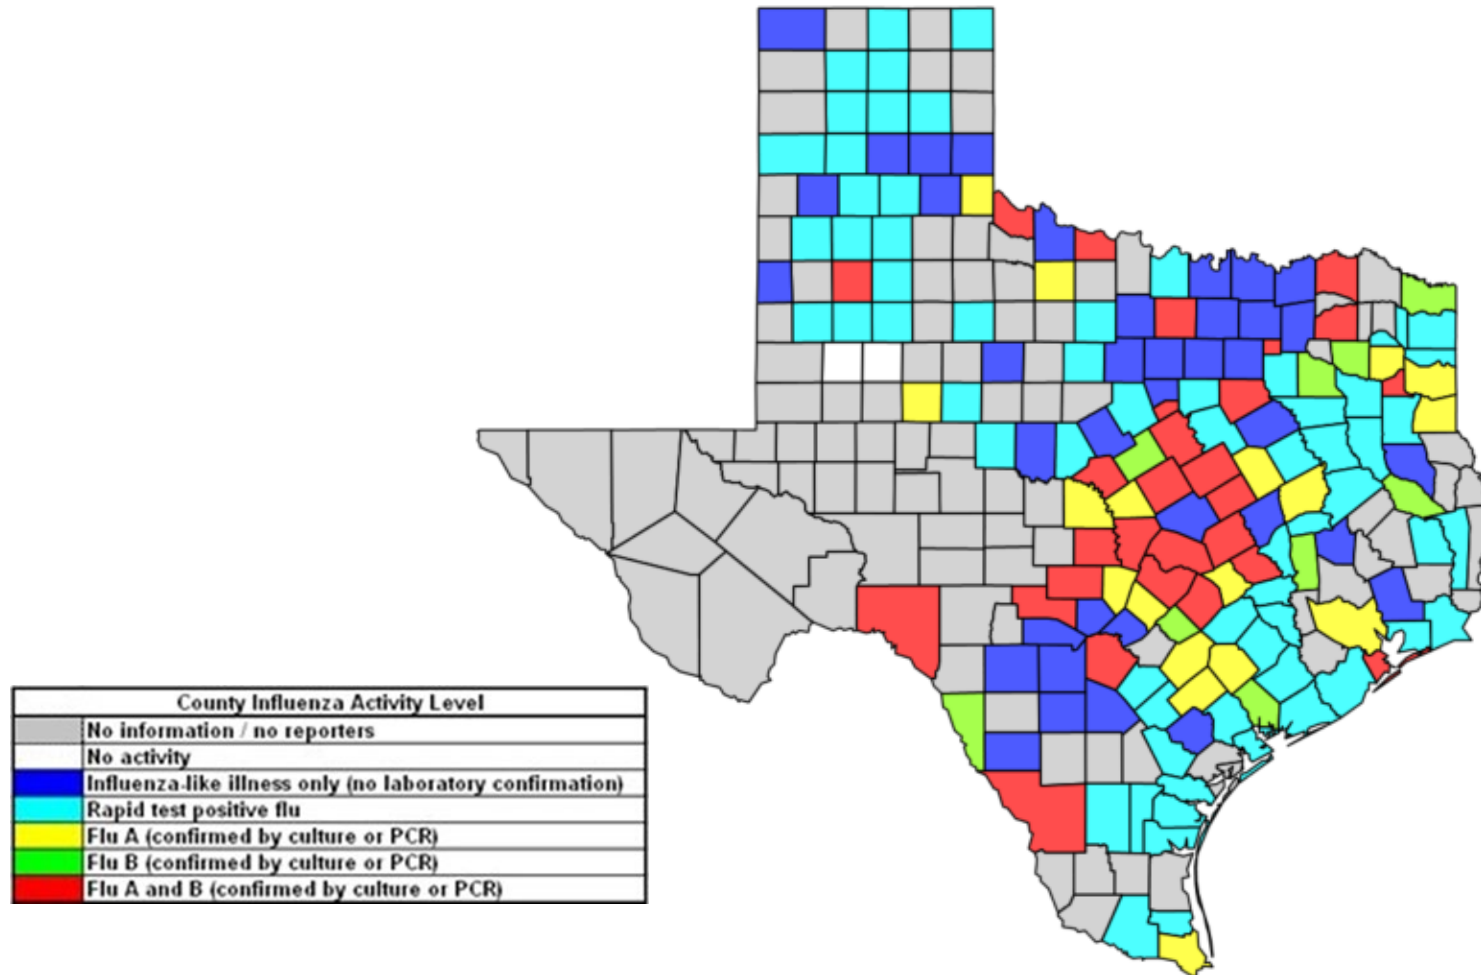 County Influenza Activity Level
No information / no reporters
No activity
Influenza-like illness only (no laboratory confirmation)
Rapid test positive flu
Flu A (confirmed by culture or PCR)
Flu B (confirmed by culture or PCR)
Flu A and B (confirmed by culture or PCR)